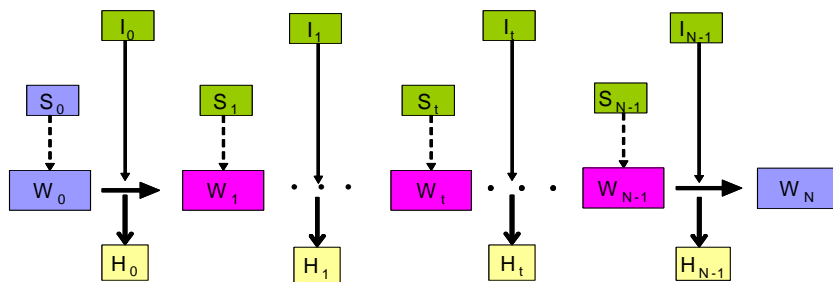 I0 I1 It IN-1
S0 S1 St SN-1
W0 W1 . . . Wt . . . WN-1 WN
H0 H1 Ht HN-1